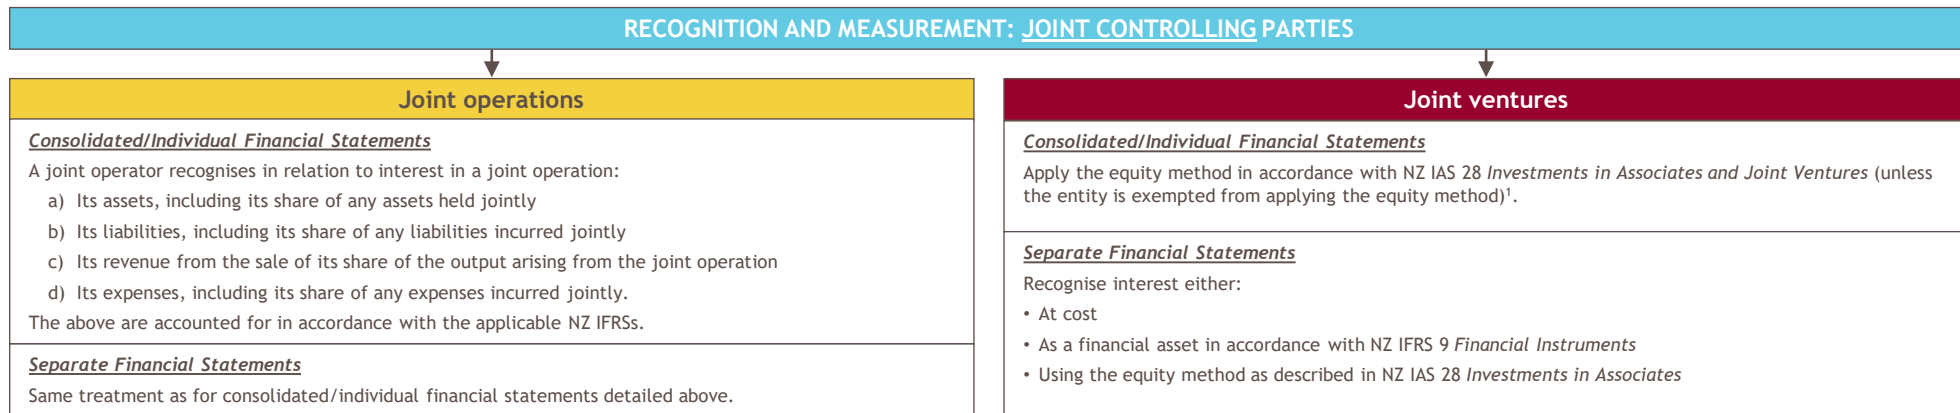 RECOGNITION AND MEASUREMENT: JOINT CONTROLLING PARTIES
Joint operations
Consolidated/Individual Financial Statements
A joint operator recognises in relation to interest in a joint operation:
a) Its assets, including its share of any assets held jointly
b) Its liabilities, including its share of any liabilities incurred jointly
c) Its revenue from the sale of its share of the output arising from the joint operation
d) Its expenses, including its share of any expenses incurred jointly.
The above are accounted for in accordance with the applicable NZ IFRSs.
Separate Financial Statements
Same treatment as for consolidated/individual financial statements detailed above.
Joint ventures
Consolidated/Individual Financial Statements
Apply the equity method in accordance with NZ IAS 28 Investments in Associates and Joint Ventures (unless
the entity is exempted from applying the equity method)¹.
Separate Financial Statements
Recognise interest either:
• At cost
• As a financial asset in accordance with NZ IFRS 9 Financial Instruments
• Using the equity method as described in NZ IAS 28 Investments in Associates